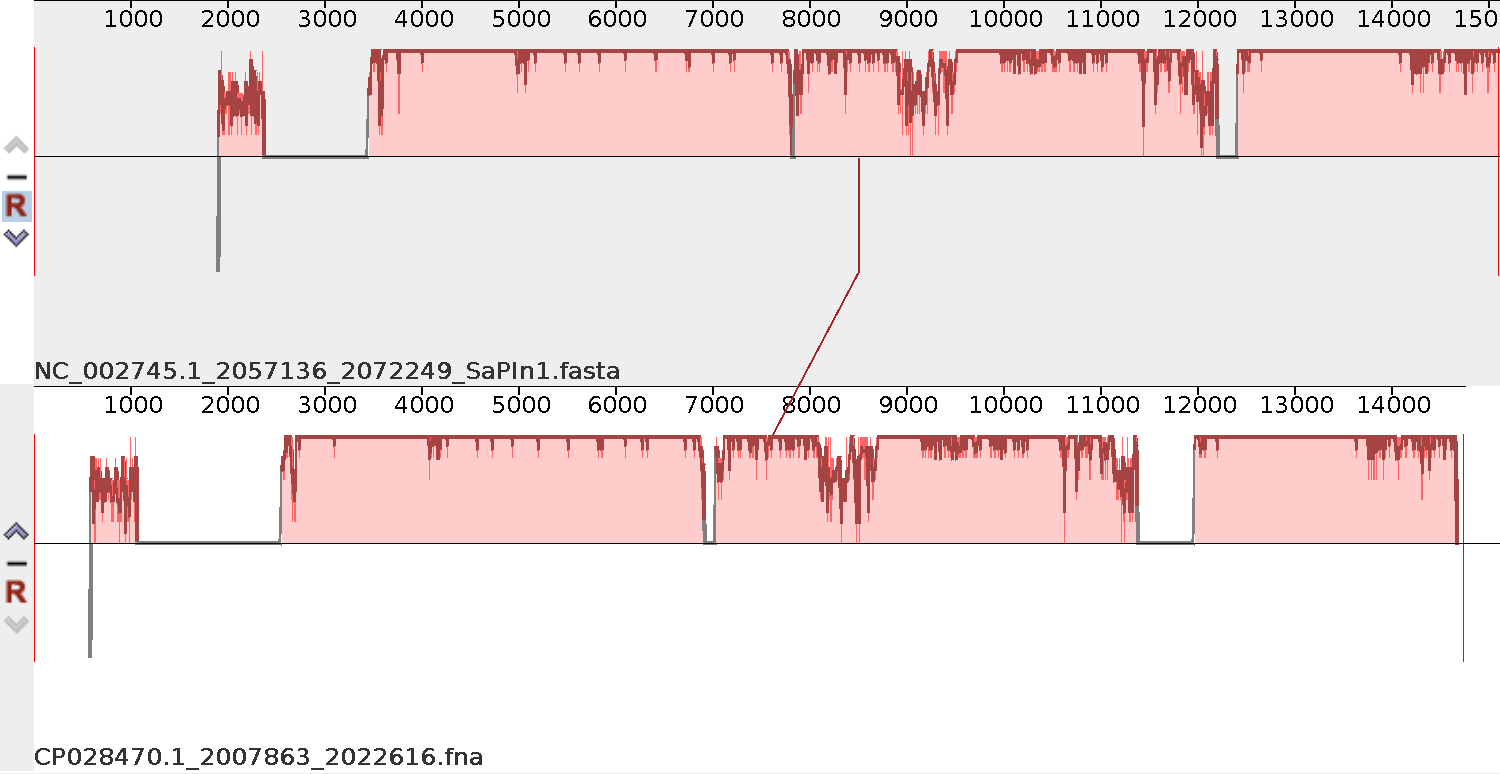 1000 2000 3000 4000 5000 6000 7000 8000 9000 10000 11000 12000 13000 14000 150
R
NC_002745.1_2057136_2072249_SaPIn1.fasta
1000 2000 3000 4000 5000 6000 7000 8000 9000 10000 11000 12000 13000 14000
R
CP028470.1_2007863_2022616.fna